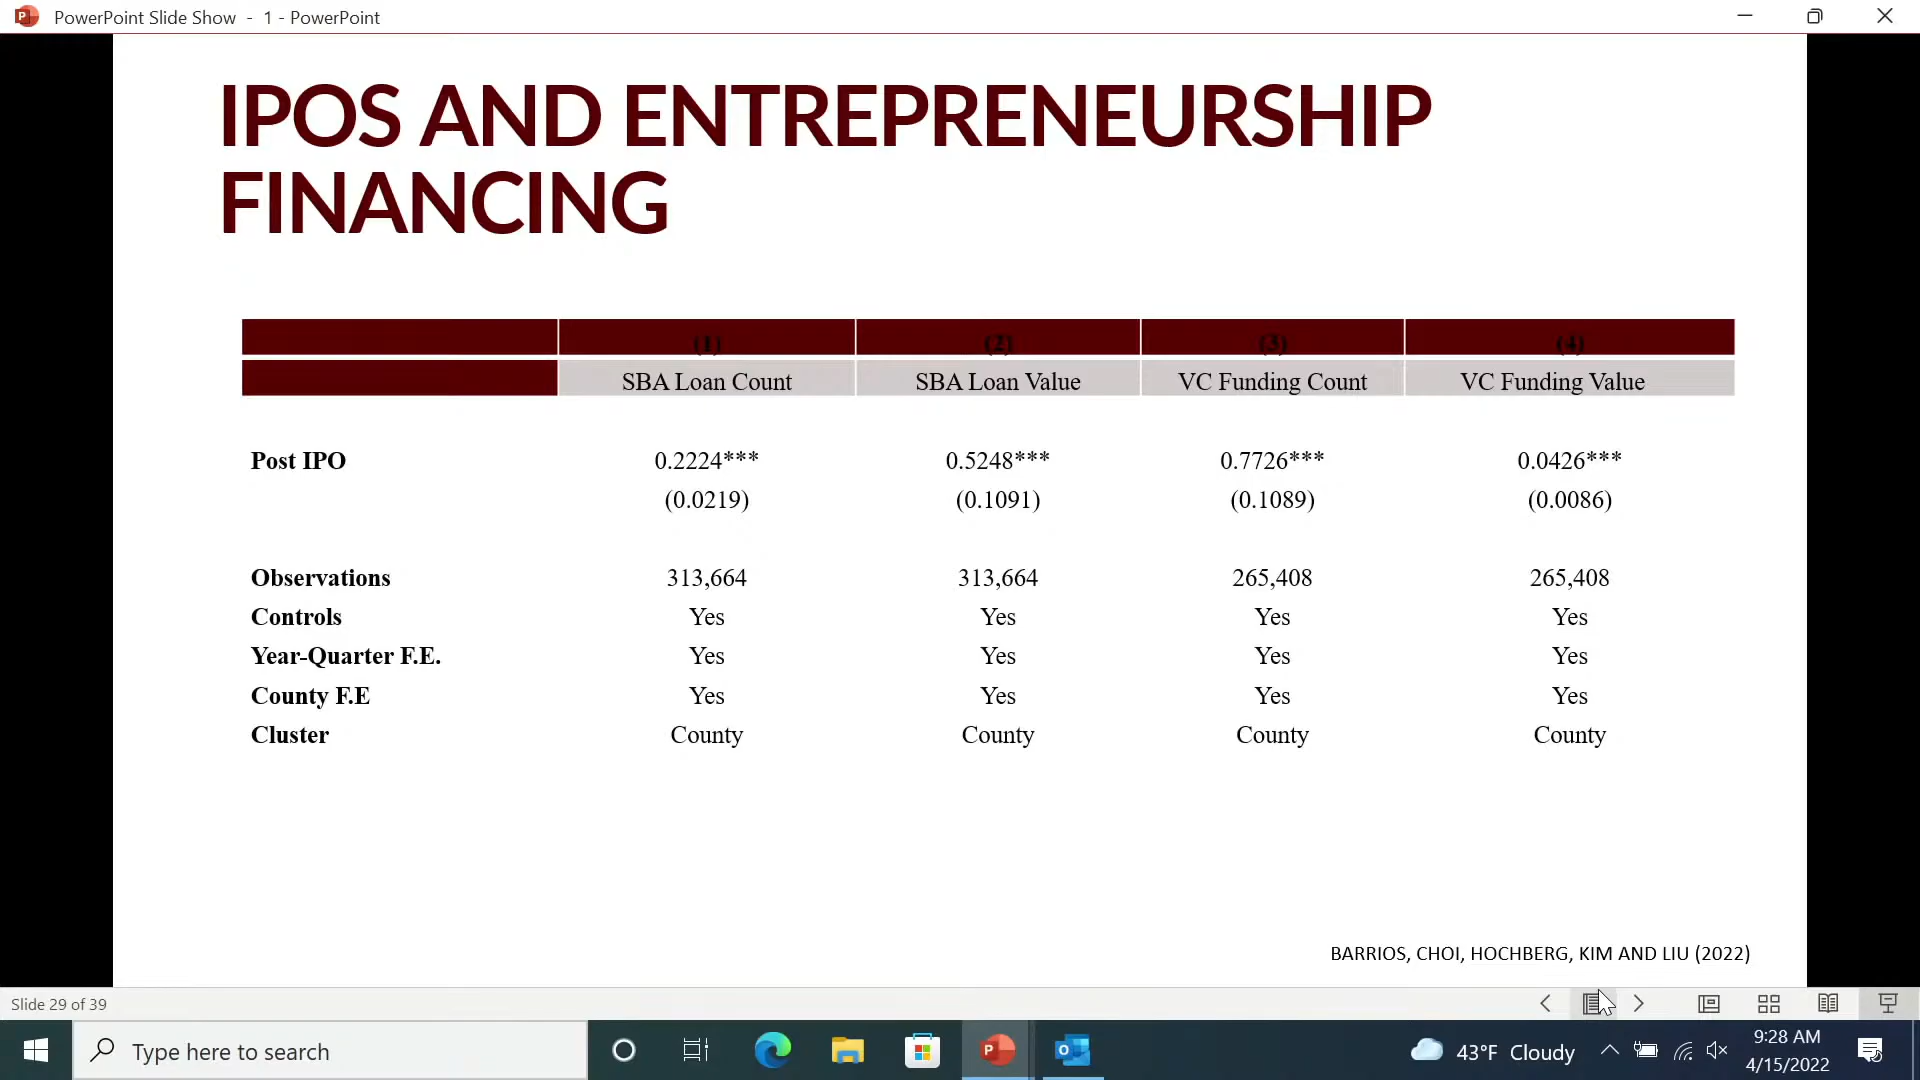 PowerPoint Slide Show - 1 - PowerPoint
IPOS AND ENTREPRENEURSHIP
FINANCING
(1) (2) (3) (4)
SBA Loan Count SBA Loan Value VC Funding Count VC Funding Value
Post IPO 0.2224*** 0.5248*** 0.7726*** 0.0426***
(0.0219) (0.1091) (0.1089) (0.0086)
Observations 313,664 313,664 265,408 265,408
Controls Yes Yes Yes Yes
Year-Quarter F.E. Yes Yes Yes Yes
County F.E Yes Yes Yes Yes
Cluster County County County County
BARRIOS, CHOI, HOCHBERG, KIM AND LIU (2022)
Slide 29 of 39
Type here to search
43°F Cloudy
9:28 AM
4/15/2022